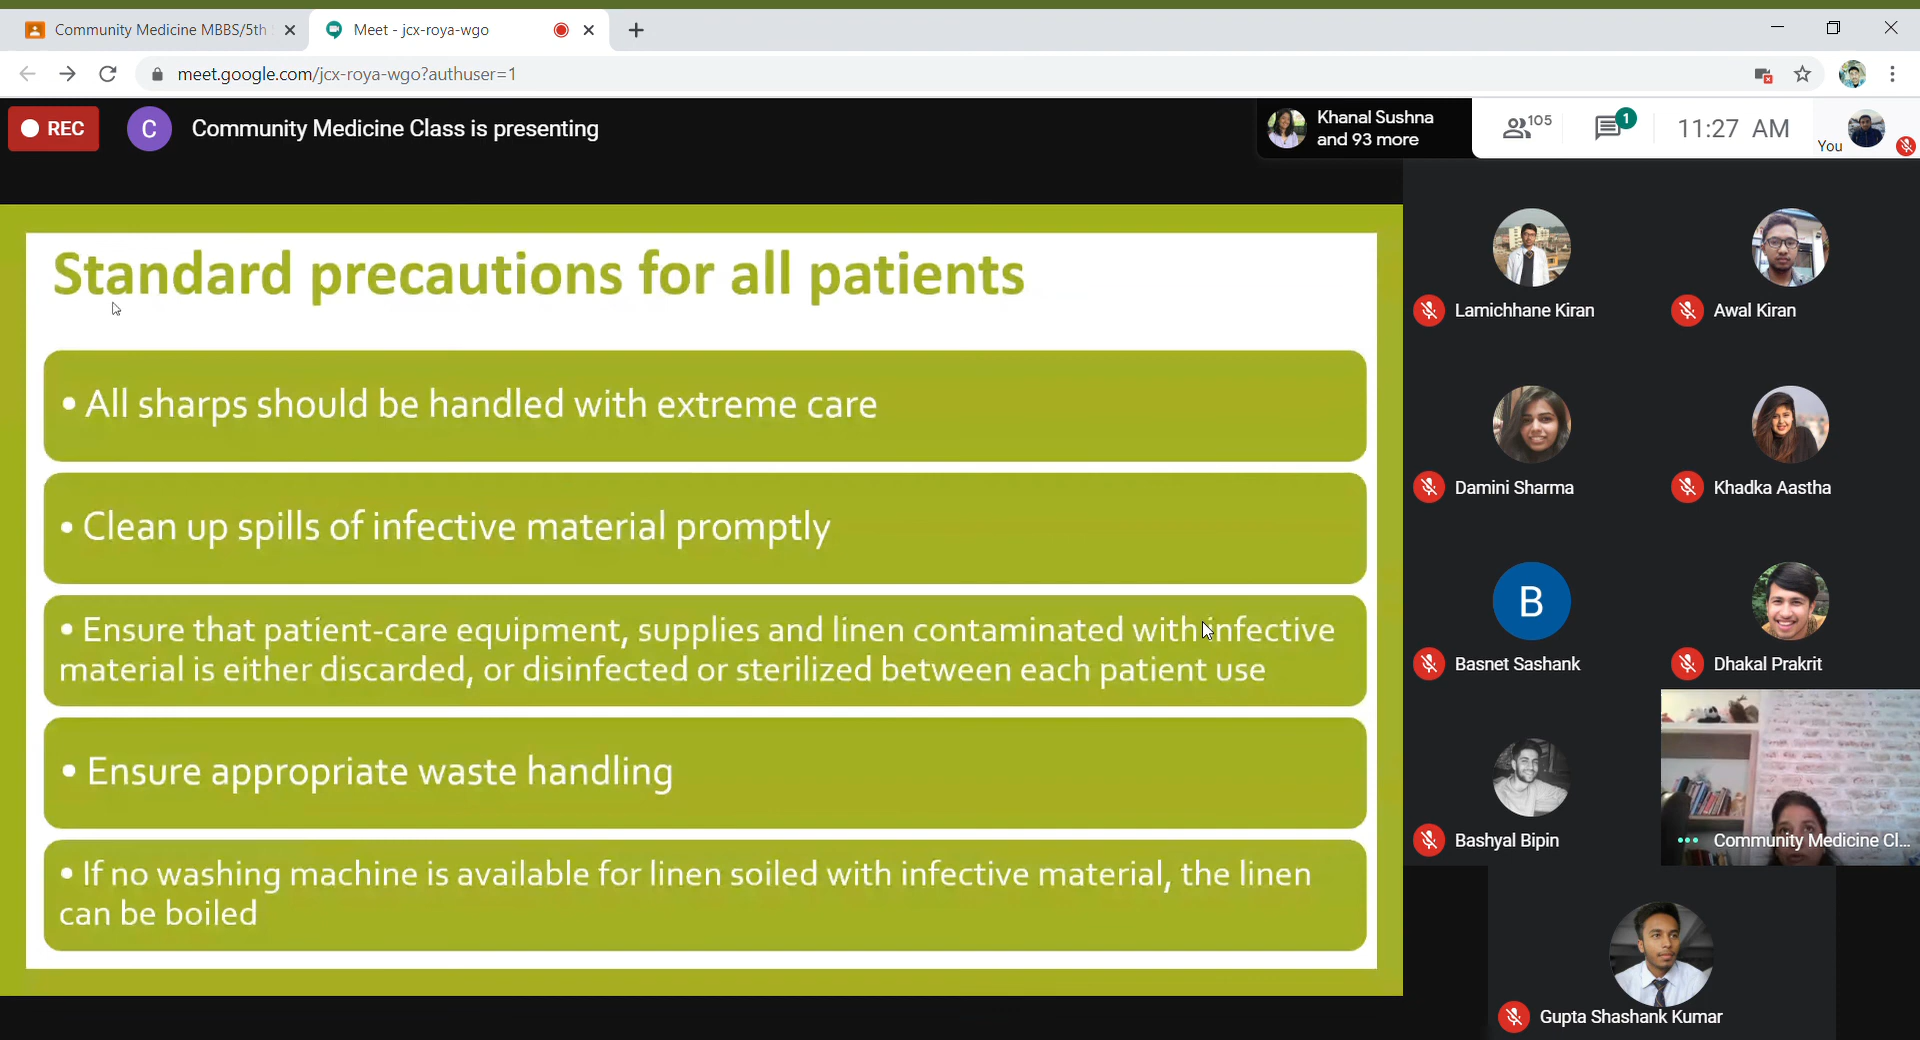 Community Medicine MBBS/5th
Meet - jcx-roya-wgo
meet.google.com/jcx-roya-wgo?authuser=1
REC
C
Community Medicine Class is presenting
Khanal Sushna
and 93 more
105
1
11:27 AM
You
Standard precautions for all patients
• All sharps should be handled with extreme care
• Clean up spills of infective material promptly
• Ensure that patient-care equipment, supplies and linen contaminated with infective
material is either discarded, or disinfected or sterilized between each patient use
• Ensure appropriate waste handling
• If no washing machine is available for linen soiled with infective material, the linen
can be boiled
Lamichhane Kiran
Awal Kiran
Damini Sharma
Khadka Aastha
B
Basnet Sashank
Dhakal Prakrit
Bashyal Bipin
Community Medicine Cl...
Gupta Shashank Kumar